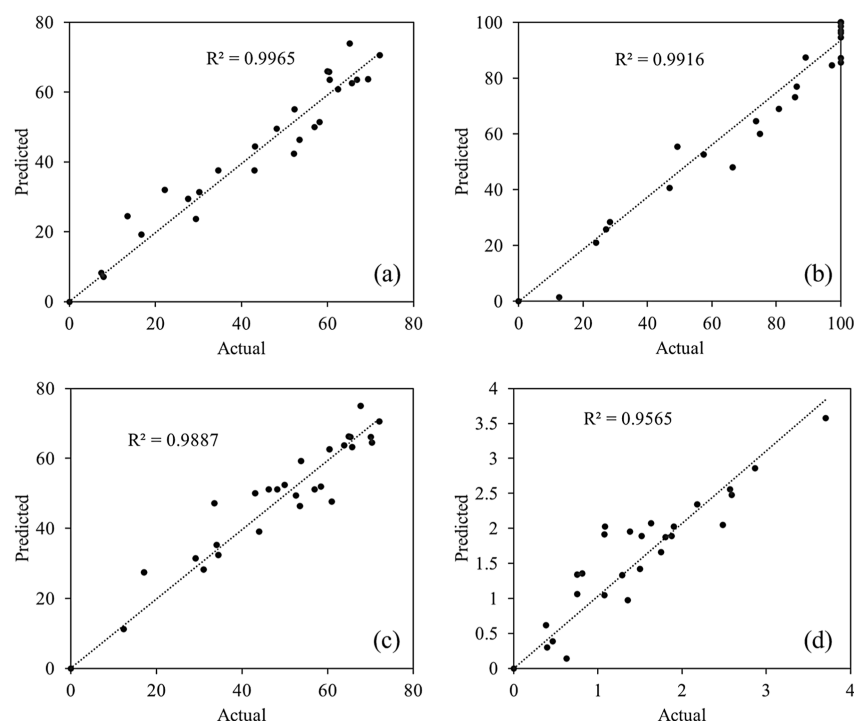 80
60
40
20
0
Predicted
R² = 0.9965
(a)
0 20 40 60 80
Actual
100
80
60
40
20
0
Predicted
R² = 0.9916
(b)
0 20 40 60 80 100
Actual
80
60
40
20
0
Predicted
R² = 0.9887
(c)
0 20 40 60 80
Actual
4
3.5
3
2.5
2
1.5
1
0.5
0
Predicted
R² = 0.9565
(d)
0 1 2 3 4
Actual